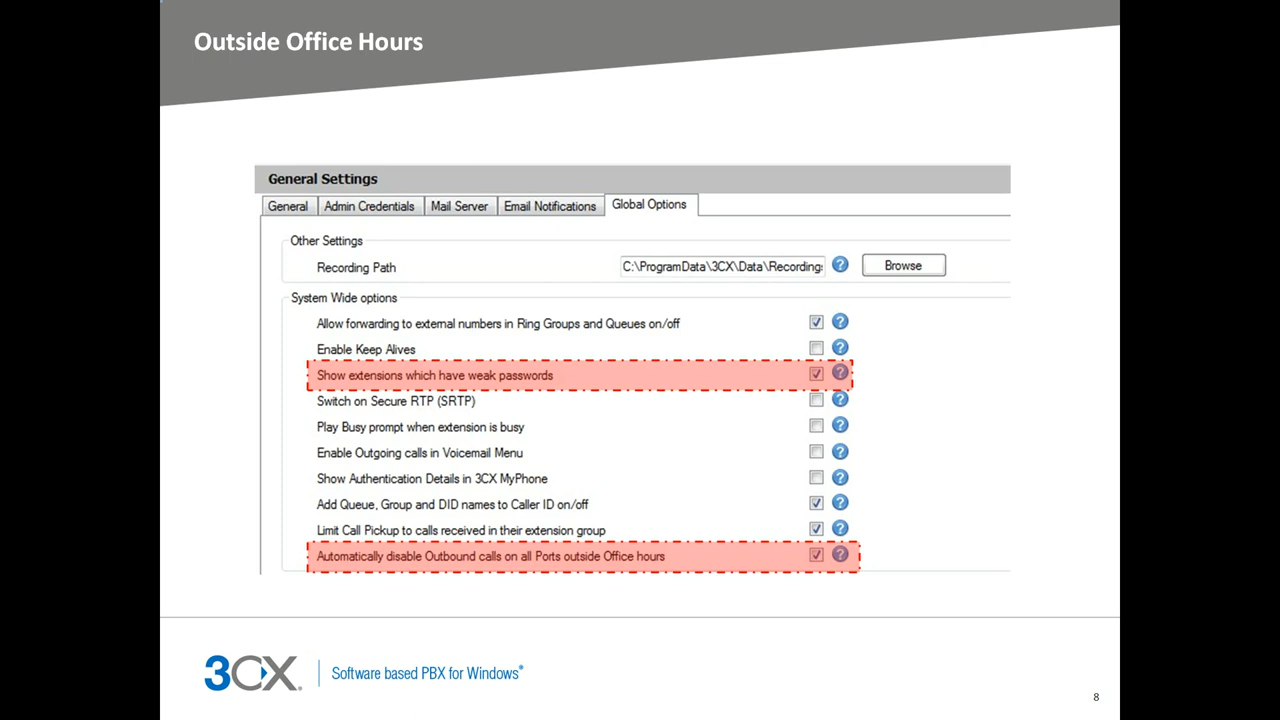 Outside Office Hours
General Settings
General Admin Credentials Mail Server Email Notifications Global Options
Other Settings
Recording Path C:\ProgramData\3CX\Data\Recordings ? Browse
System Wide options
Allow forwarding to external numbers in Ring Groups and Queues on/off ?
Enable Keep Alives ?
Show extensions which have weak passwords ?
Switch on Secure RTP (SRTP) ?
Play Busy prompt when extension is busy ?
Enable Outgoing calls in Voicemail Menu ?
Show Authentication Details in 3CX MyPhone ?
Add Queue, Group and DID names to Caller ID on/off ?
Limit Call Pickup to calls received in their extension group ?
Automatically disable Outbound calls on all Ports outside Office hours ?
3CX® Software based PBX for Windows®
8